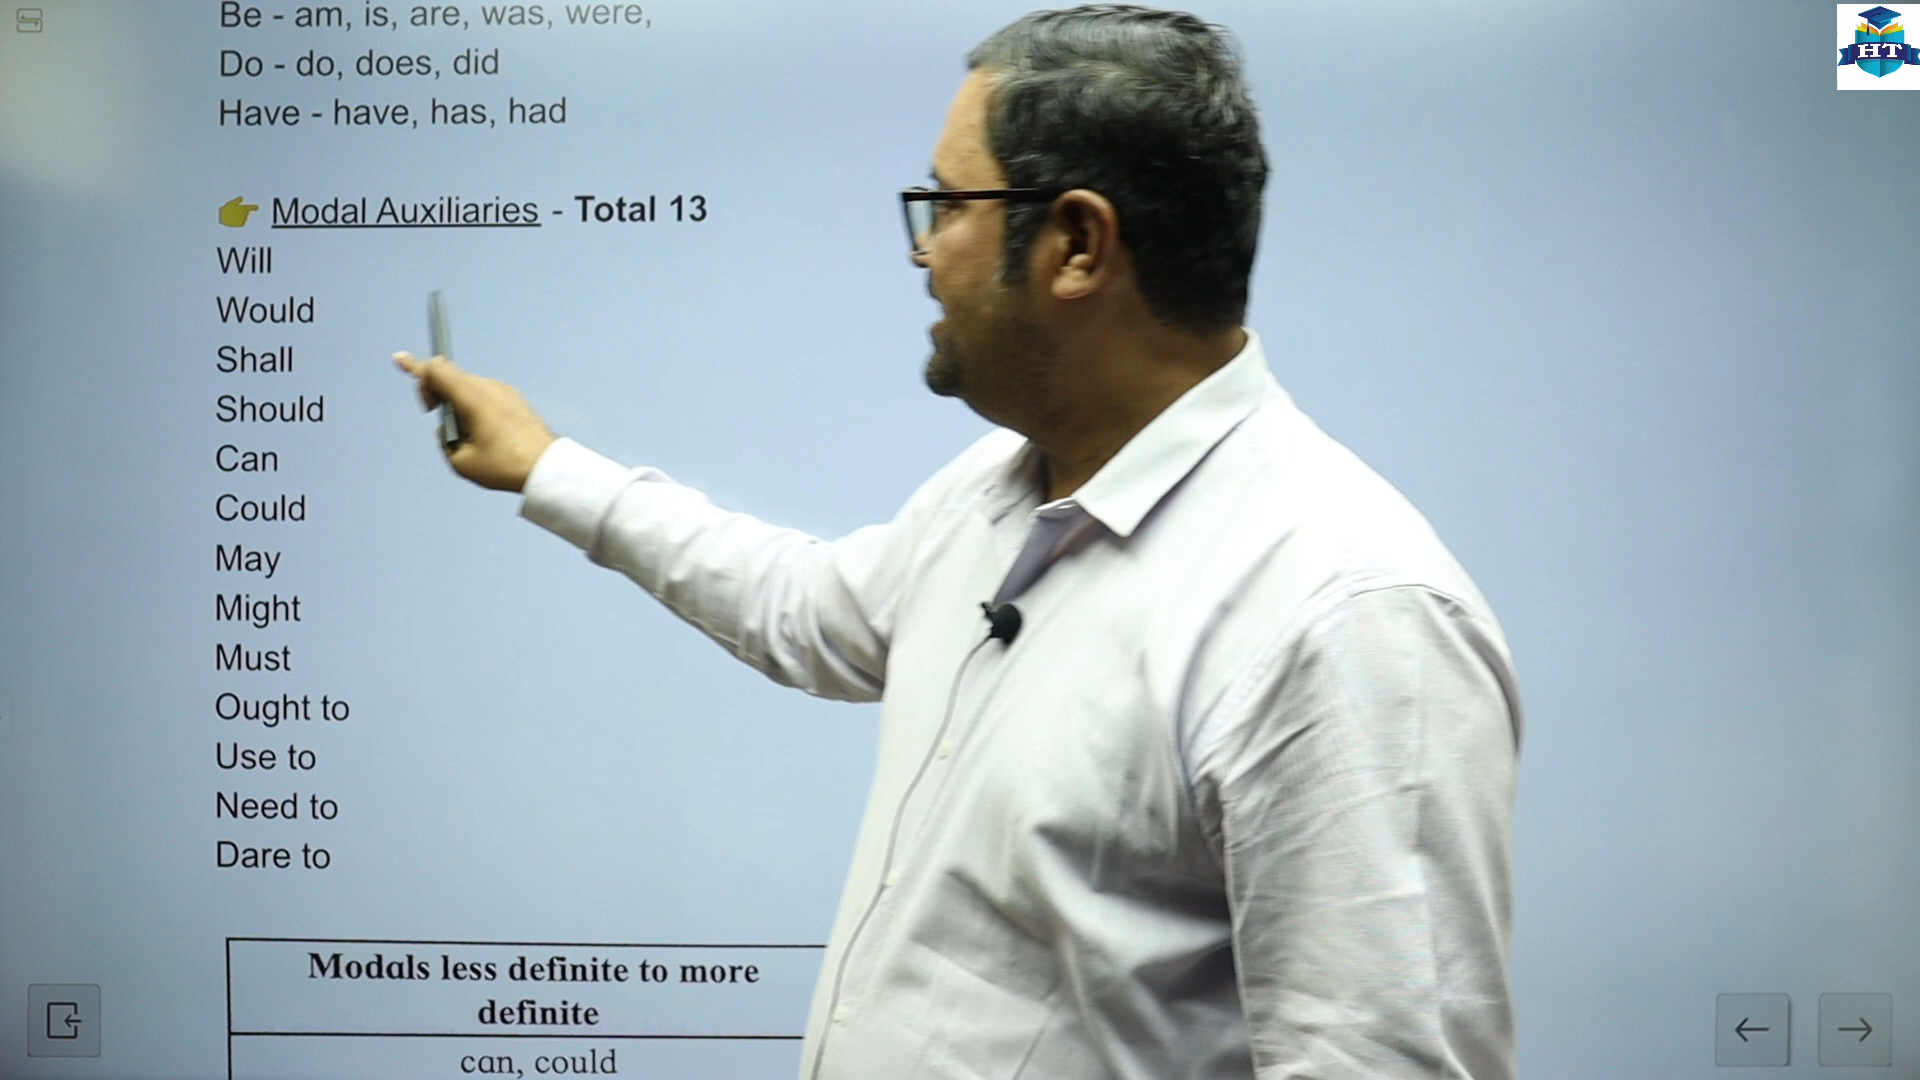 Be - am, is, are, was, were,
Do - do, does, did
Have - have, has, had
👉 Modal Auxiliaries - Total 13
Will
Would
Shall
Should
Can
Could
May
Might
Must
Ought to
Use to
Need to
Dare to
Modals less definite to more
definite
can, could
HT